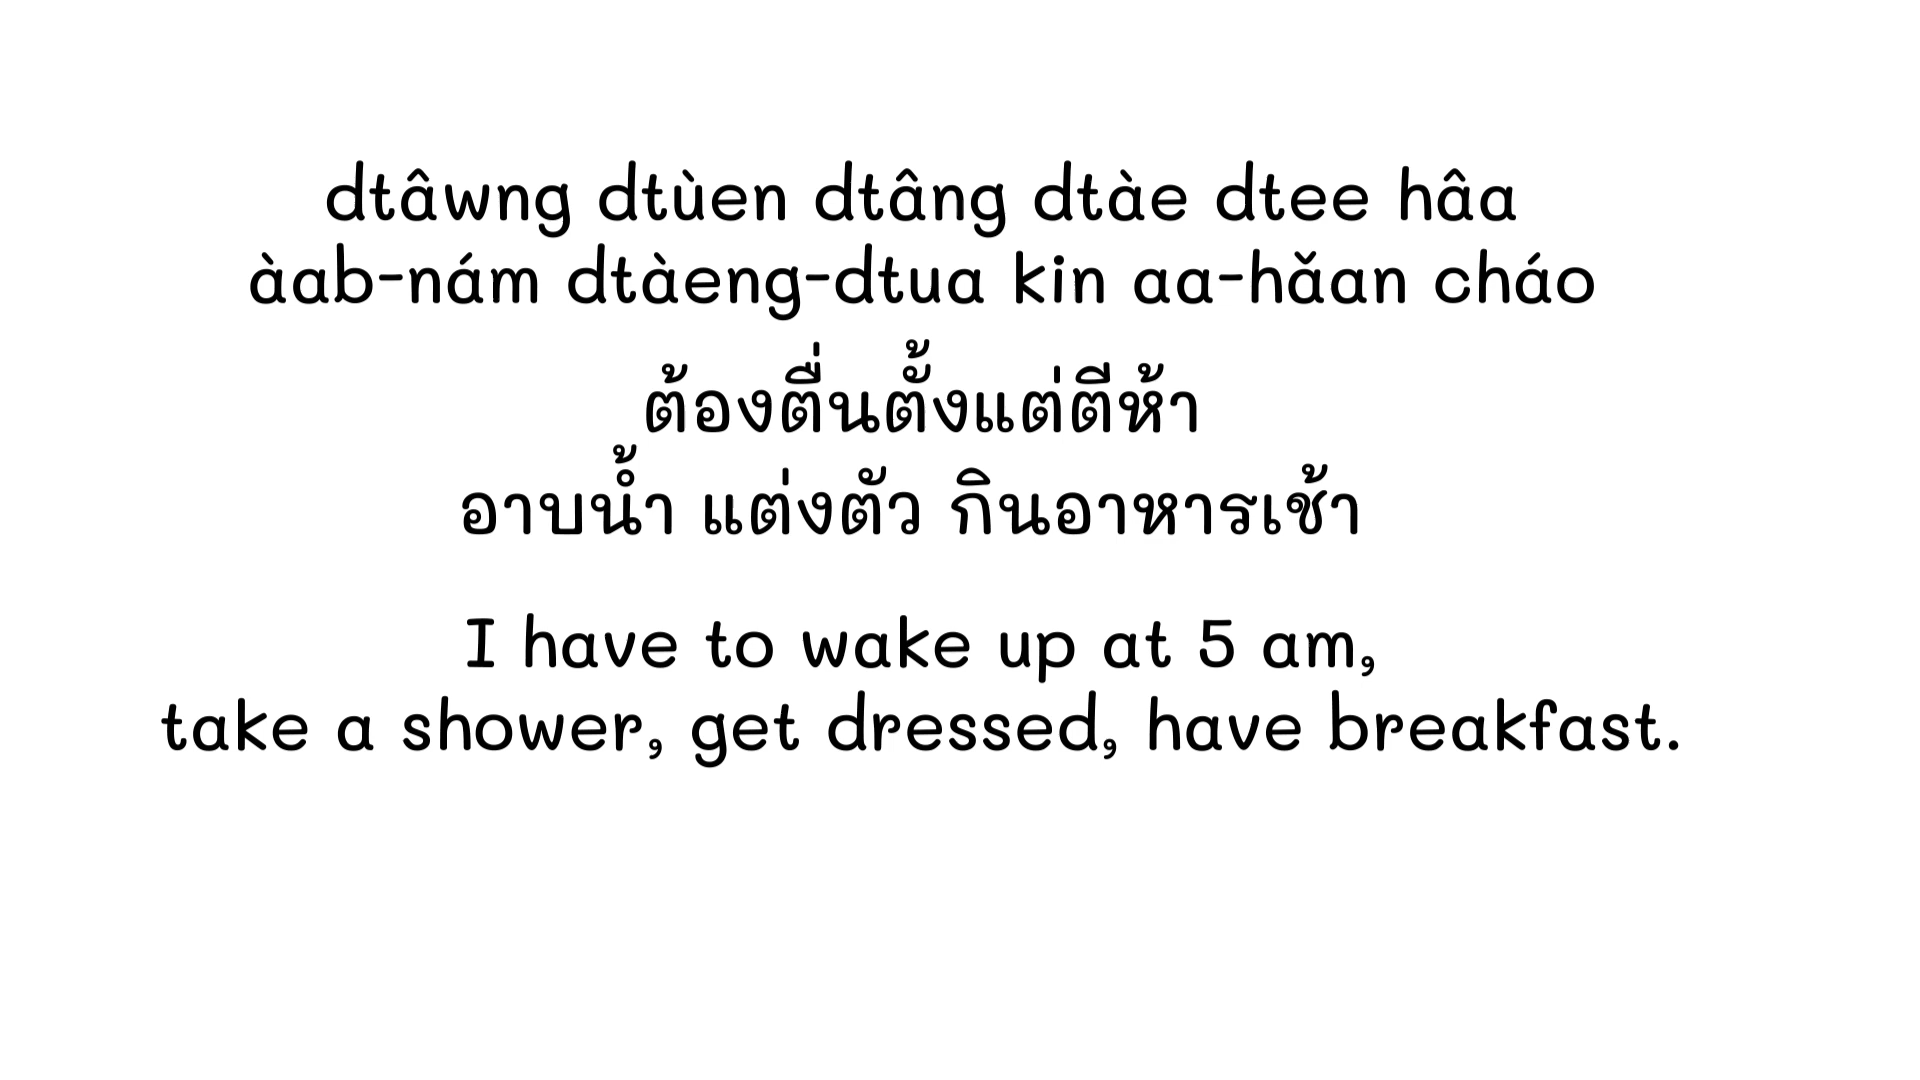 dtâwng dtùen dtâng dtàe dtee hâa
àab-nám dtàeng-dtua kin aa-hǎan cháo
ต้องตื่นตั้งแต่ตีห้า
อาบน้ำ แต่งตัว กินอาหารเช้า
I have to wake up at 5 am,
take a shower, get dressed, have breakfast.